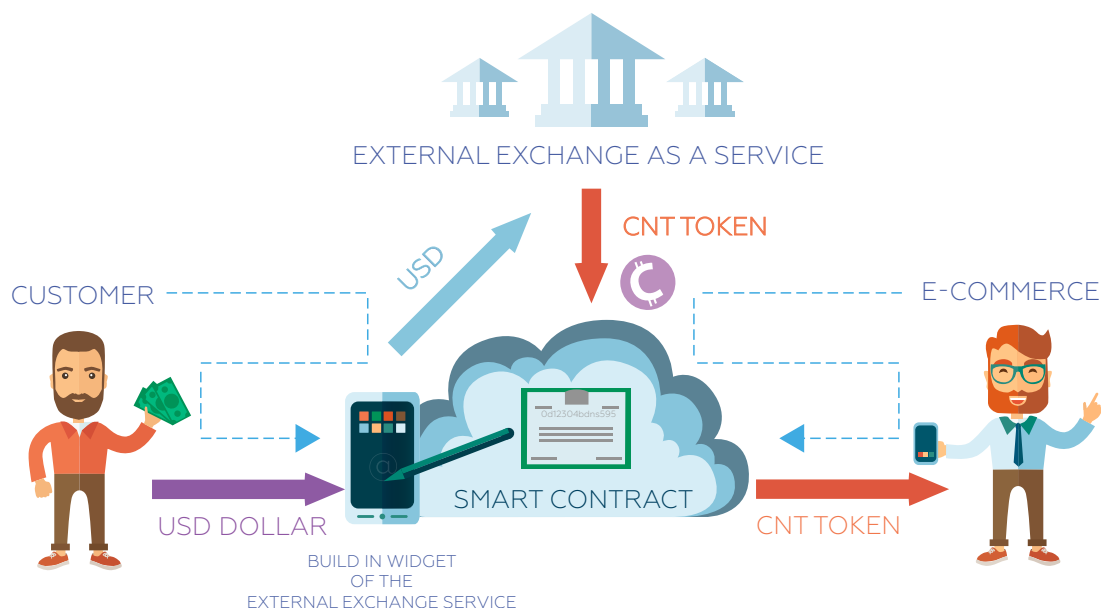 EXTERNAL EXCHANGE AS A SERVICE
CNT TOKEN
USD
CUSTOMER
E-COMMERCE
0d12304bdns595
@
SMART CONTRACT
USD DOLLAR
CNT TOKEN
BUILD IN WIDGET
OF THE
EXTERNAL EXCHANGE SERVICE